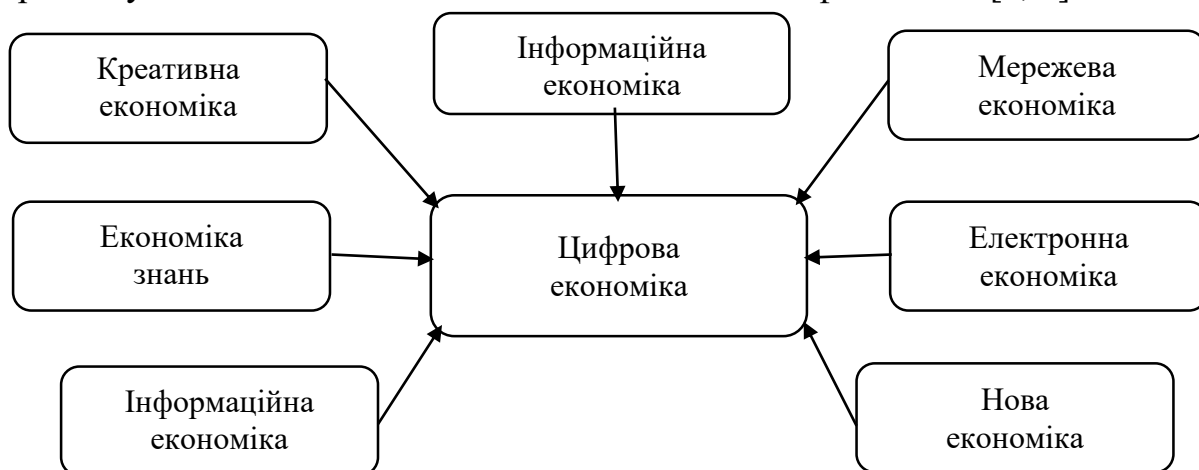 Креативна
економіка
Інформаційна
економіка
Мережева
економіка
Економіка
знань
Цифрова
економіка
Електронна
економіка
Інформаційна
економіка
Нова
економіка